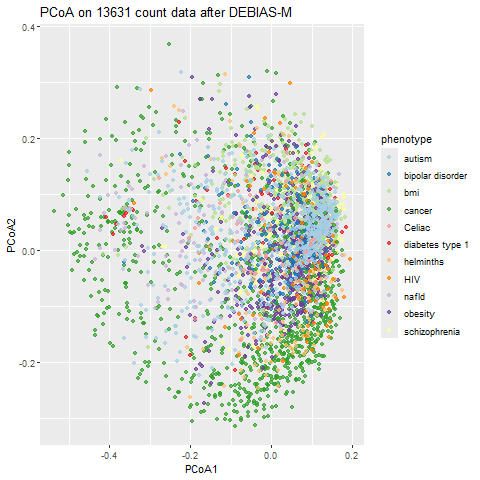 PCoA on 13631 count data after DEBIAS-M
0.4
0.2
0.0
-0.2
PCoA2
-0.4
-0.2
0.0
0.2
PCoA1
phenotype
autism
bipolar disorder
bmi
cancer
Celiac
diabetes type 1
helminths
HIV
nafld
obesity
schizophrenia